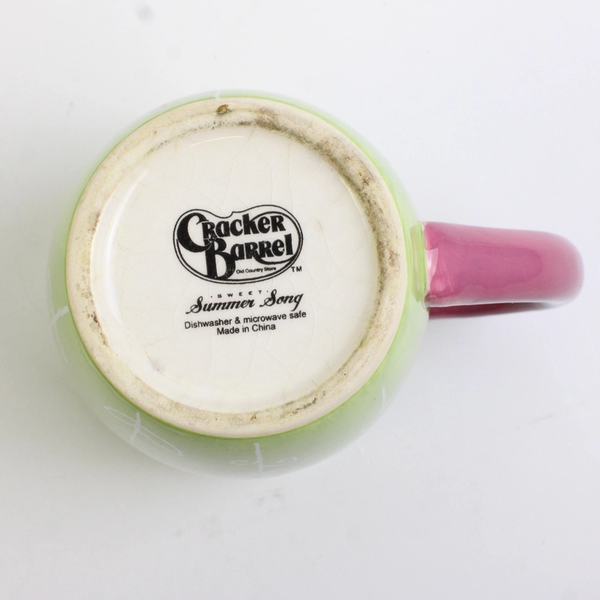 Cracker
Barrel
Old Country Store
TM
·SWEET·
Summer Song
Dishwasher & microwave safe
Made in China